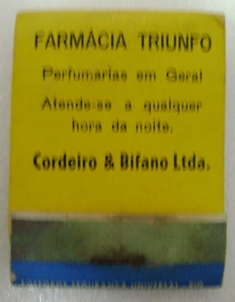 FARMÁCIA TRIUNFO
Perfumarias em Geral
Atende-se a qualquer
hora da noite.
Cordeiro & Bifano Ltda.